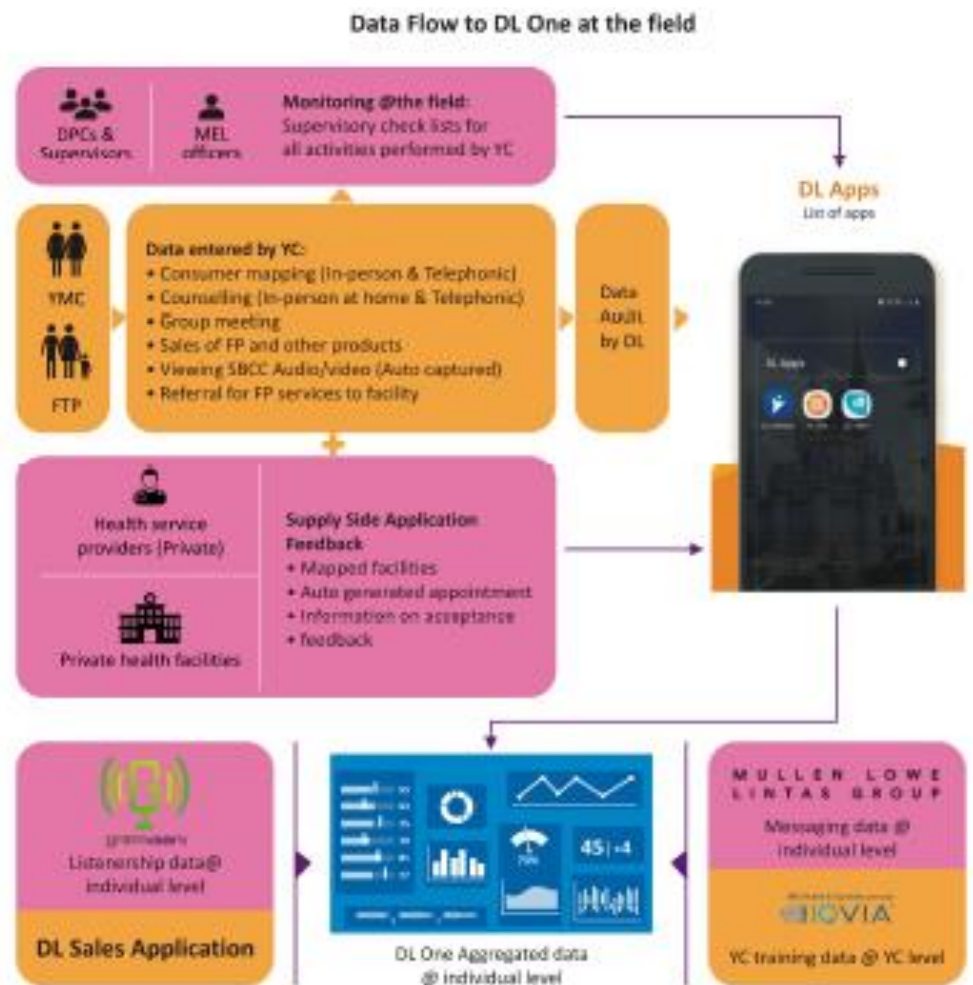 Data Flow to DL One at the field
DPCs &
Supervisors
MEL
officers
Monitoring @the field:
Supervisory check lists for
all activities performed by YC
DL Apps
List of apps
YMC
FTP
Data entered by YC:
• Consumer mapping (In-person & Telephonic)
• Counselling (In-person at home & Telephonic)
• Group meeting
• Sales of FP and other products
• Viewing SBCC Audio/video (Auto captured)
• Referral for FP services to facility
Data
Audit
by DL
DL Apps
Health service
providers (Private)
Private health facilities
Supply Side Application
Feedback
• Mapped facilities
• Auto generated appointment
• Information on acceptance
• feedback
gramvaani
Listenership data@
individual level
DL Sales Application
45 +4
DL One Aggregated data
@ individual level
MULLEN LOWE
LINTAS GROUP
Messaging data @
individual level
IQVIA
YC training data @ YC level